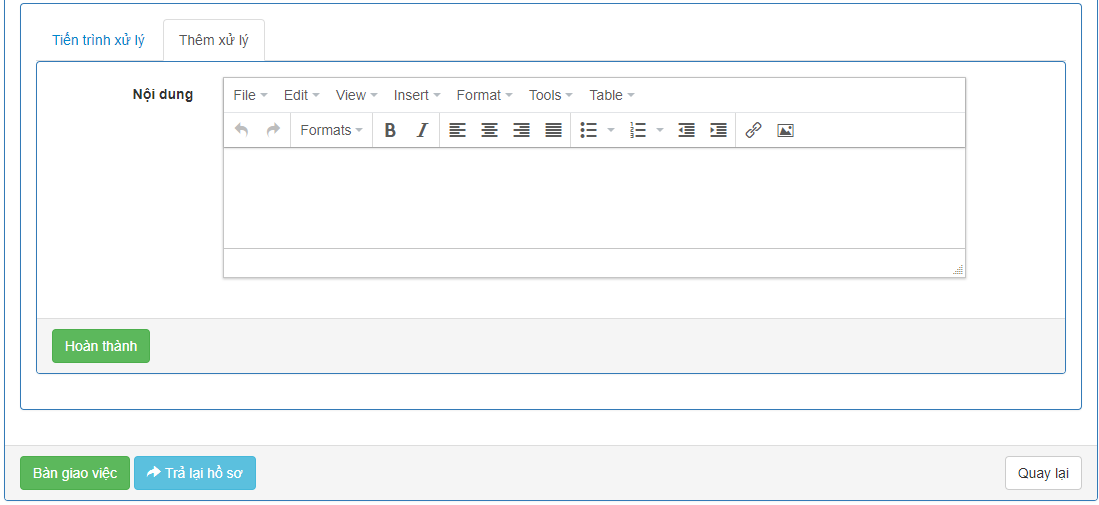 Tiến trình xử lý Thêm xử lý
Nội dung File Edit View Insert Format Tools Table
Formats B I
Hoàn thành
Bàn giao việc Trả lại hồ sơ Quay lại